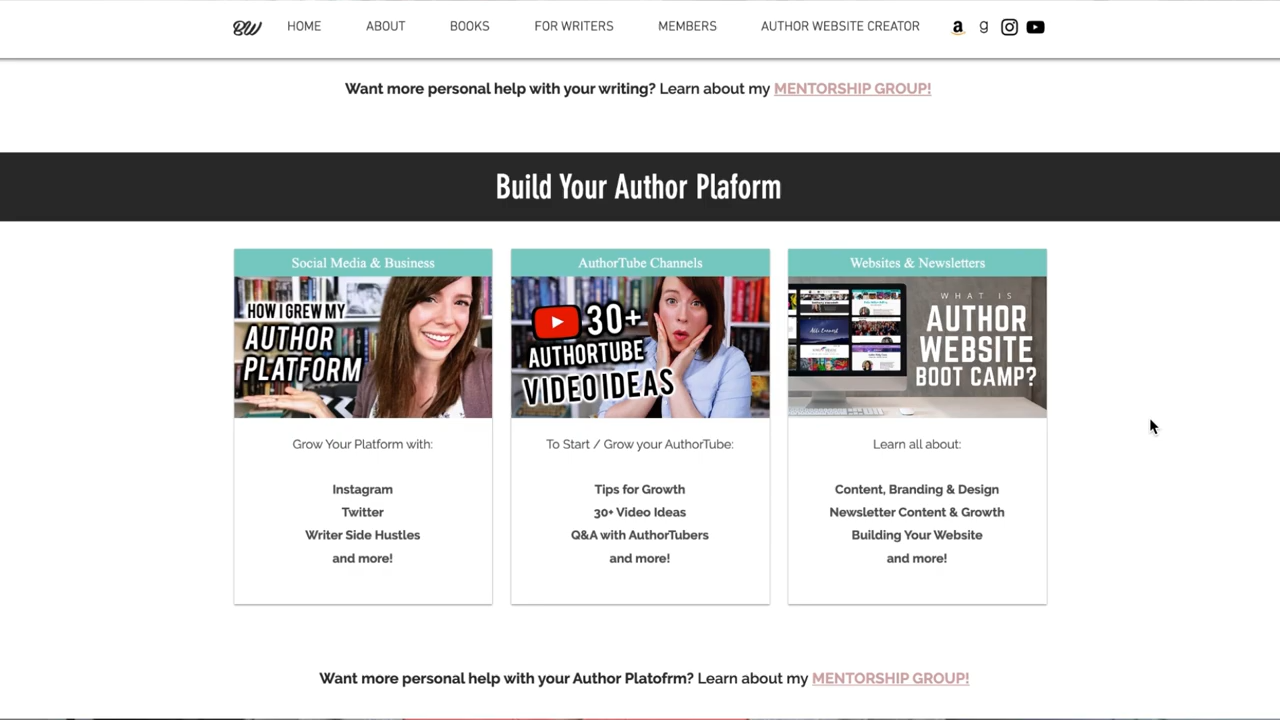 BW HOME ABOUT BOOKS FOR WRITERS MEMBERS AUTHOR WEBSITE CREATOR a g
Want more personal help with your writing? Learn about my MENTORSHIP GROUP!
Build Your Author Plaform
Social Media & Business
HOW I GREW MY
AUTHOR
PLATFORM
Grow Your Platform with:
Instagram
Twitter
Writer Side Hustles
and more!
AuthorTube Channels
30+
AUTHORTUBE
VIDEO IDEAS
To Start / Grow your AuthorTube:
Tips for Growth
30+ Video Ideas
Q&A with AuthorTubers
and more!
Websites & Newsletters
WHAT IS
AUTHOR
WEBSITE
BOOT CAMP?
Learn all about:
Content, Branding & Design
Newsletter Content & Growth
Building Your Website
and more!
Want more personal help with your Author Platofrm? Learn about my MENTORSHIP GROUP!